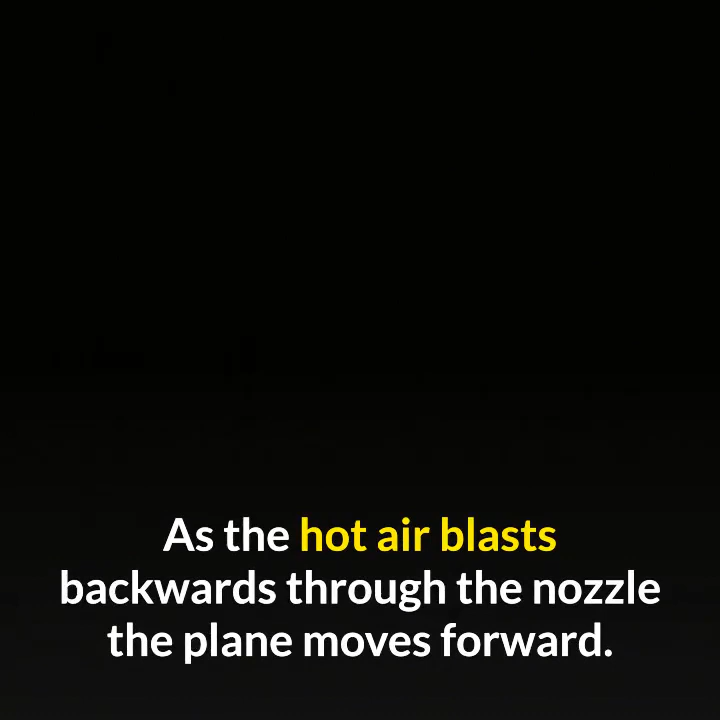 As the hot air blasts
backwards through the nozzle
the plane moves forward.